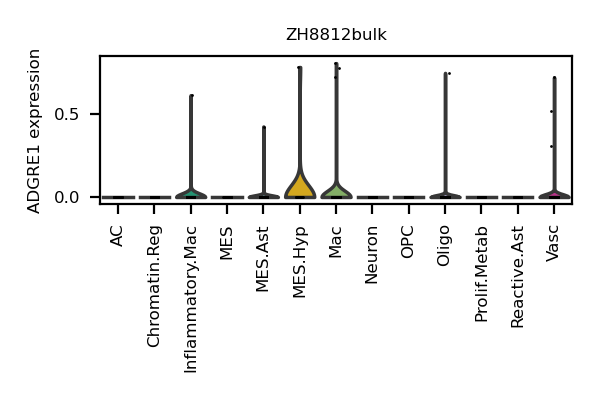 ZH8812bulk
ADGRE1 expression
0.5
0.0
AC
Chromatin.Reg
Inflammatory.Mac
MES
MES.Ast
MES.Hyp
Mac
Neuron
OPC
Oligo
Prolif.Metab
Reactive.Ast
Vasc